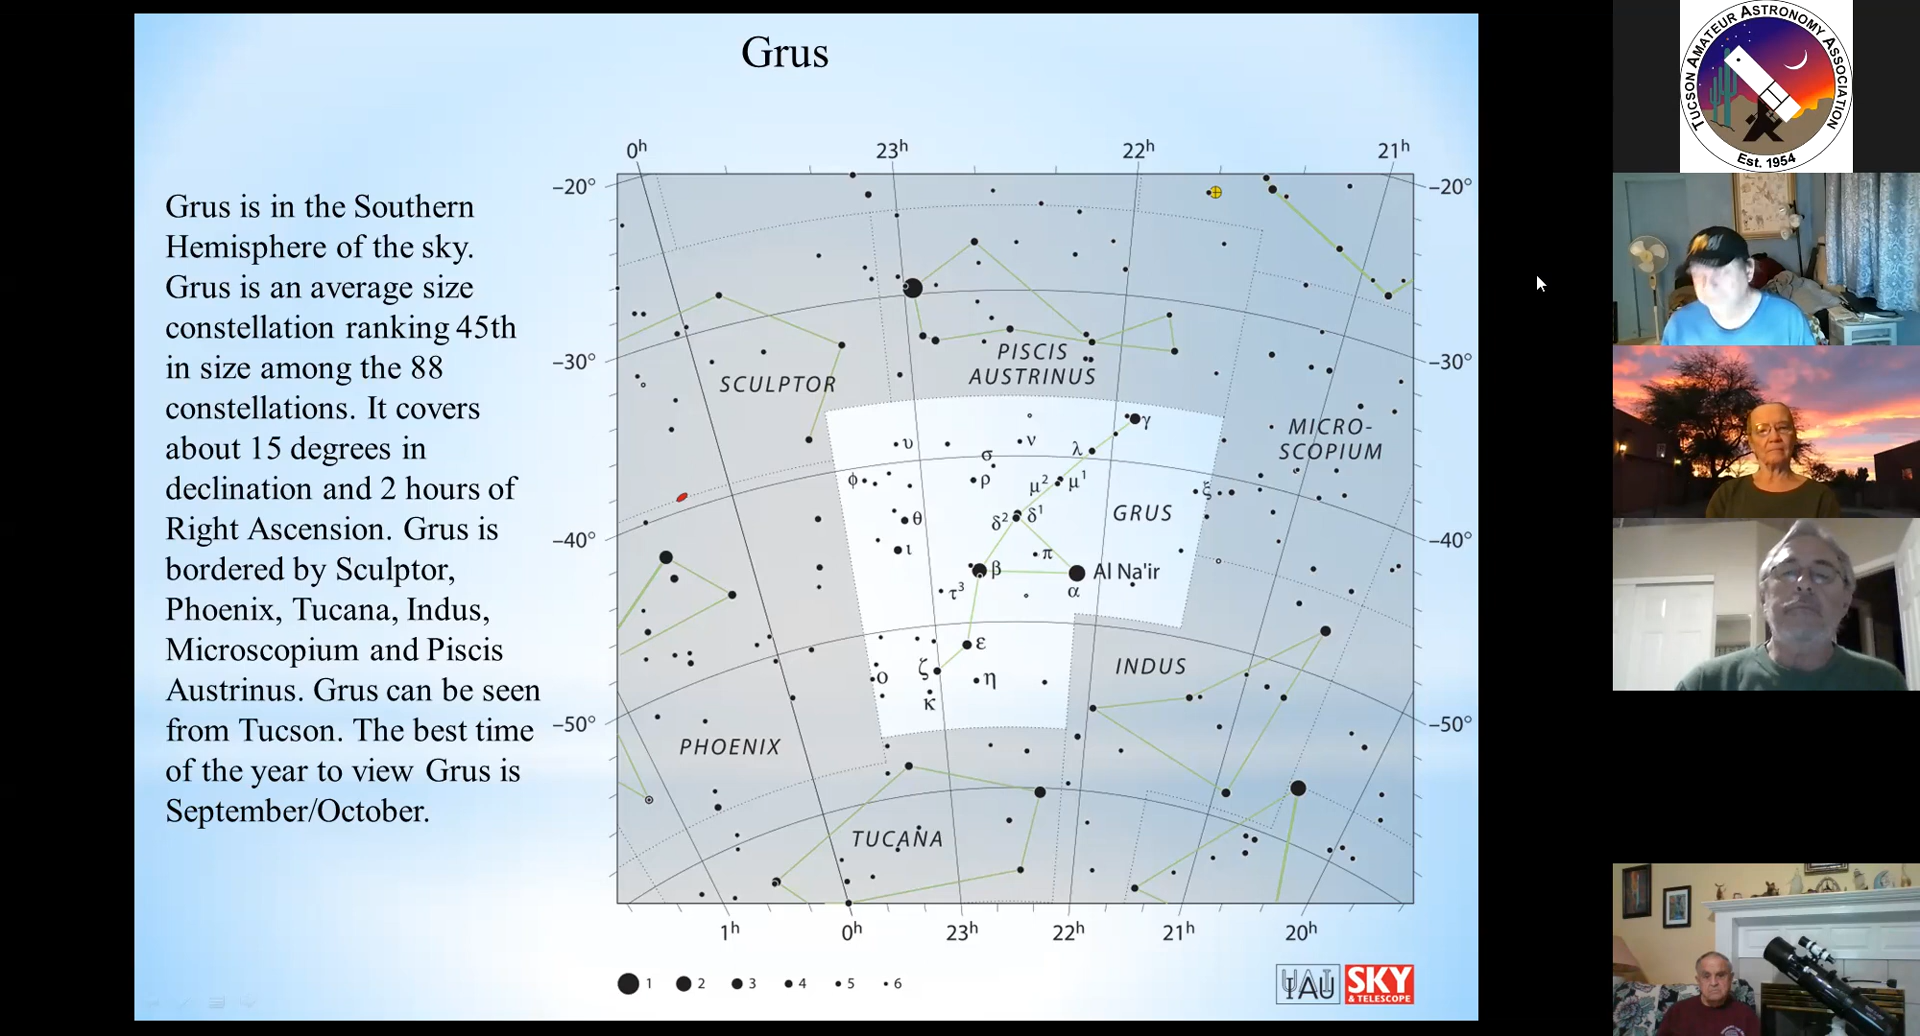 Grus
Grus is in the Southern
Hemisphere of the sky.
Grus is an average size
constellation ranking 45th
in size among the 88
constellations. It covers
about 15 degrees in
declination and 2 hours of
Right Ascension. Grus is
bordered by Sculptor,
Phoenix, Tucana, Indus,
Microscopium and Piscis
Austrinus. Grus can be seen
from Tucson. The best time
of the year to view Grus is
September/October.
0h 23h 22h 21h
−20° −20°
−30° −30°
−40° −40°
−50° −50°
PISCIS
AUSTRINUS
SCULPTOR
MICRO-
SCOPIUM
γ
υ ν
λ
σ
ϕ ρ μ² μ¹ ξ
θ δ² δ¹ GRUS
ι π
β Al Na'ir
τ³ α
ε
ζ INDUS
ο η
κ
PHOENIX
TUCANA
1h 0h 23h 22h 21h 20h
1 2 3 4 5 6
IAU
SKY
& TELESCOPE
TUCSON AMATEUR ASTRONOMY ASSOCIATION
Est. 1954